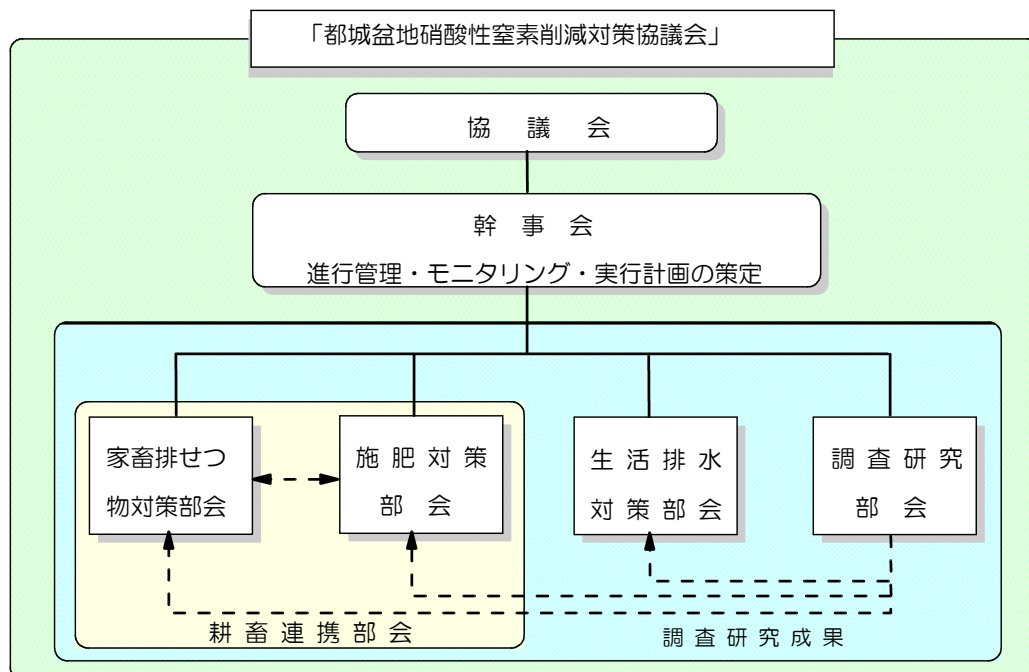 「都城盆地硝酸性窒素削減対策協議会」
協議会
幹事会
進行管理・モニタリング・実行計画の策定
家畜排せつ
物対策部会
施肥対策
部会
生活排水
対策部会
調査研究
部会
耕畜連携部会
調査研究成果